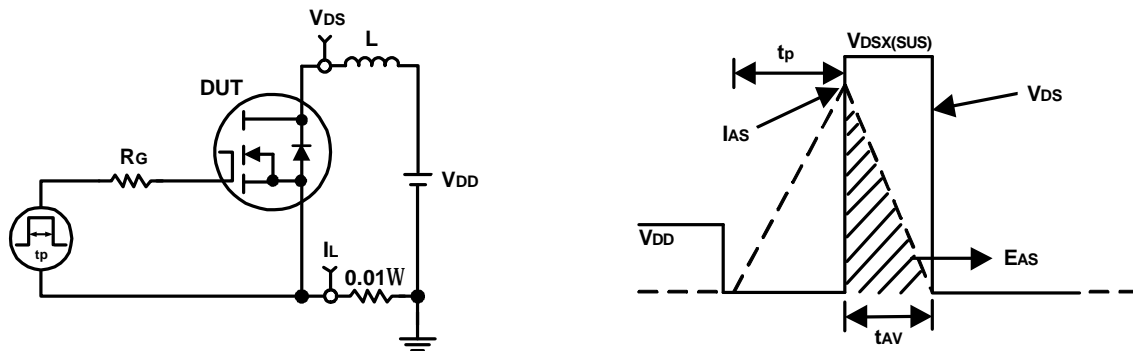 VDS
L
DUT
RG
VDD
tp
IL
0.01W
VDSX(SUS)
tp
VDS
IAS
VDD
EAS
tAV